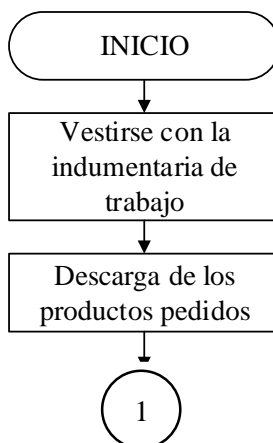 INICIO
Vestirse con la
indumentaria de
trabajo
Descarga de los
productos pedidos
1